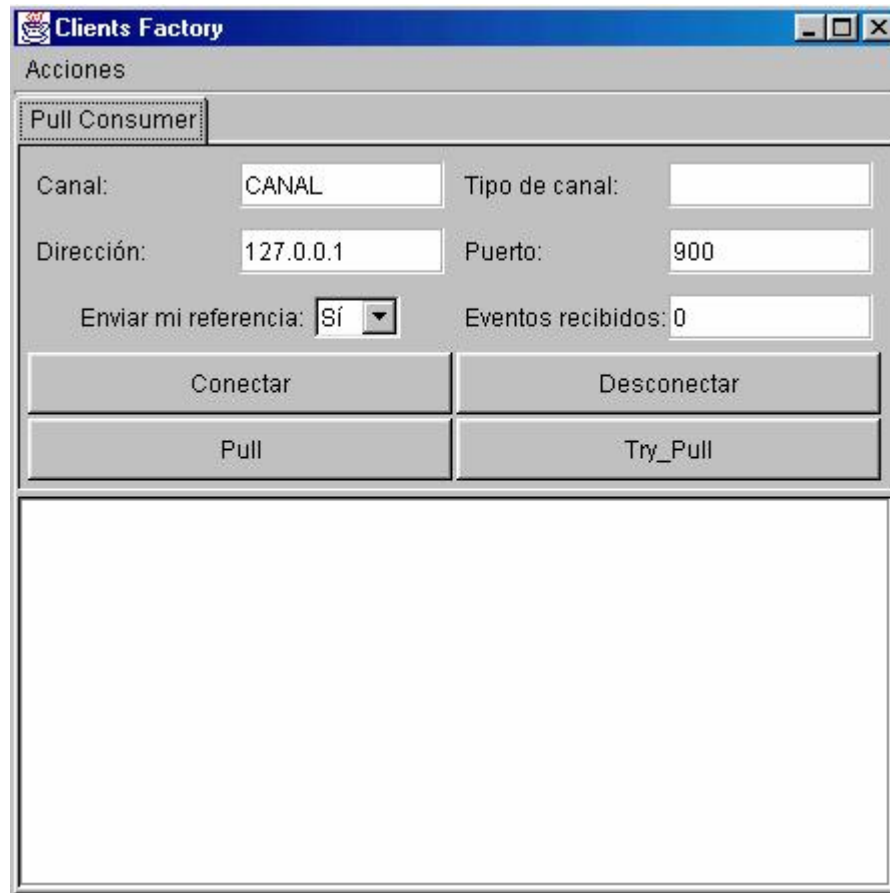 Clients Factory
Acciones
Pull Consumer
Canal: CANAL Tipo de canal:
Dirección: 127.0.0.1 Puerto: 900
Enviar mi referencia: Sí Eventos recibidos: 0
Conectar Desconectar
Pull Try_Pull